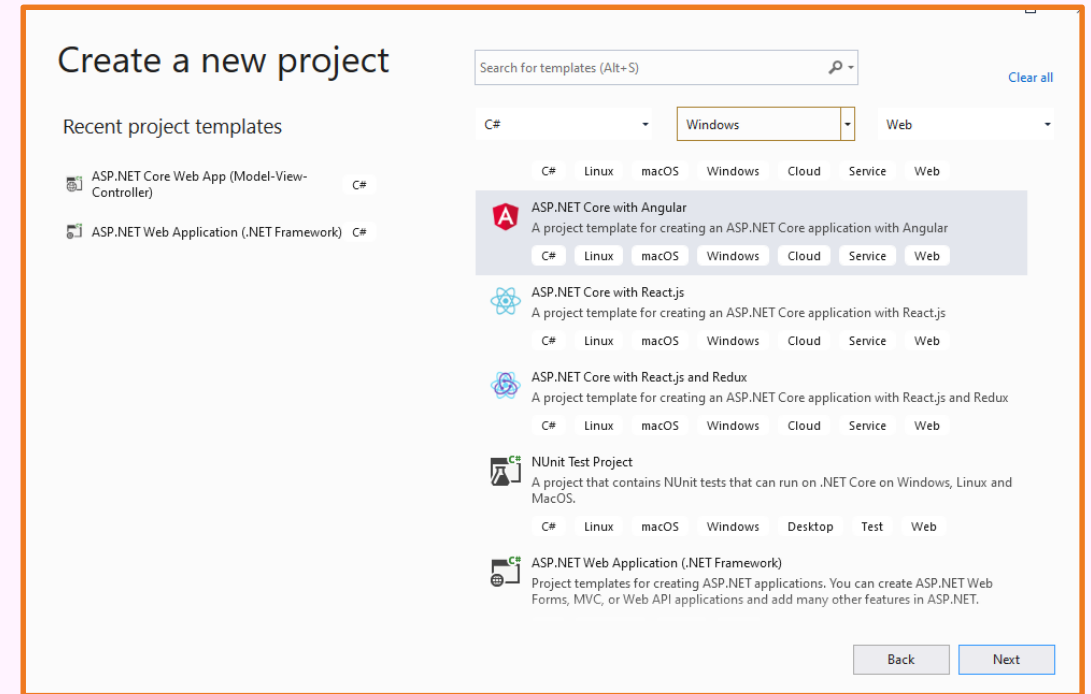 Create a new project
Search for templates (Alt+S)
Clear all
Recent project templates
C#
Windows
Web
ASP.NET Core Web App (Model-View-
Controller)
C#
ASP.NET Web Application (.NET Framework) C#
C# Linux macOS Windows Cloud Service Web
ASP.NET Core with Angular
A project template for creating an ASP.NET Core application with Angular
C# Linux macOS Windows Cloud Service Web
ASP.NET Core with React.js
A project template for creating an ASP.NET Core application with React.js
C# Linux macOS Windows Cloud Service Web
ASP.NET Core with React.js and Redux
A project template for creating an ASP.NET Core application with React.js and Redux
C# Linux macOS Windows Cloud Service Web
C#
NUnit Test Project
A project that contains NUnit tests that can run on .NET Core on Windows, Linux and
MacOS.
C# Linux macOS Windows Desktop Test Web
C#
ASP.NET Web Application (.NET Framework)
Project templates for creating ASP.NET applications. You can create ASP.NET Web
Forms, MVC, or Web API applications and add many other features in ASP.NET.
Back
Next